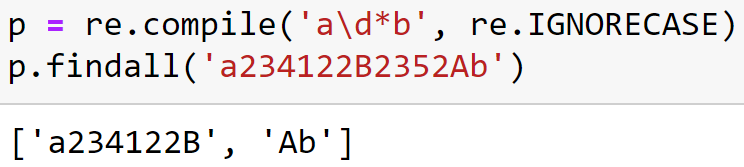 p = re.compile('a\d*b', re.IGNORECASE)
p.findall('a234122B2352Ab')
['a234122B', 'Ab']